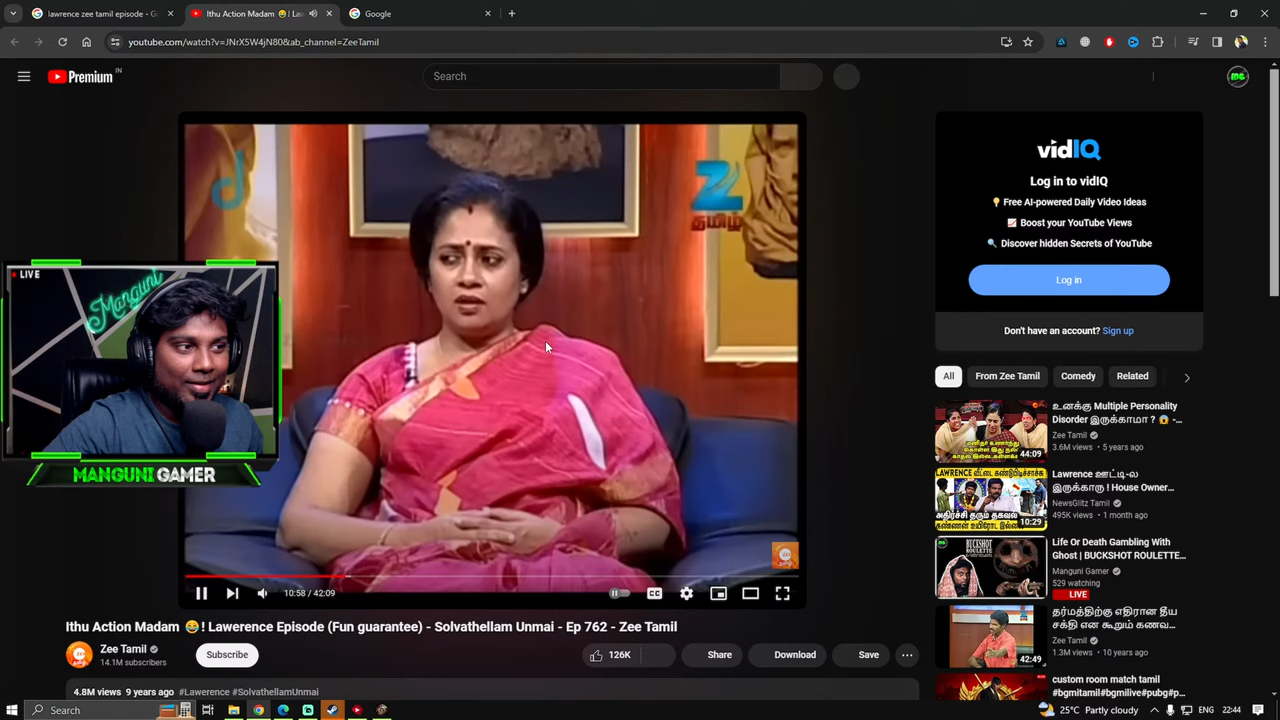 lawrence zee tamil episode - G
Ithu Action Madam 😂! Law
Google
youtube.com/watch?v=JNrX5W4jN80&ab_channel=ZeeTamil
Premium IN
Search
MG
தமிழ்
LIVE
Manguni
MANGUNI GAMER
10:58 / 42:09
CC
Ithu Action Madam 😂! Lawerence Episode (Fun guarantee) - Solvathellam Unmai - Ep 762 - Zee Tamil
Zee Tamil
14.1M subscribers
Subscribe
126K
Share
Download
Save
4.8M views 9 years ago #Lawerence #SolvathellamUnmai
vidIQ
Log in to vidIQ
💡 Free AI-powered Daily Video Ideas
📈 Boost your YouTube Views
🔍 Discover hidden Secrets of YouTube
Log in
Don't have an account? Sign up
All
From Zee Tamil
Comedy
Related
உனக்கு Multiple Personality
Disorder இருக்காமா ? 😱 -...
Zee Tamil
3.6M views • 5 years ago
44:09
Lawrence ஊட்டி-ல
இருக்காரு ! House Owner...
NewsGlitz Tamil
495K views • 1 month ago
10:29
Life Or Death Gambling With
Ghost | BUCKSHOT ROULETTE...
Manguni Gamer
529 watching
LIVE
BUCKSHOT
ROULETTE
தர்மத்திற்கு எதிரான தீய
சக்தி என கூறும் கணவ...
Zee Tamil
1.3M views • 10 years ago
42:49
custom room match tamil
#bgmitamil#bgmilive#pubg#p...
Search
25°C Partly cloudy
ENG
22:44